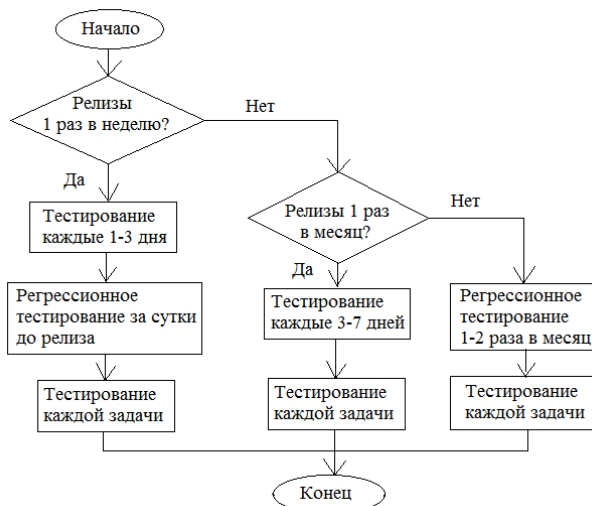 Начало
Релизы
1 раз в неделю?
Нет
Да
Тестирование
каждые 1-3 дня
Релизы 1 раз
в месяц?
Нет
Да
Регрессионное
тестирование за сутки
до релиза
Тестирование
каждые 3-7 дней
Регрессионное
тестирование
1-2 раза в месяц
Тестирование
каждой задачи
Тестирование
каждой задачи
Тестирование
каждой задачи
Конец